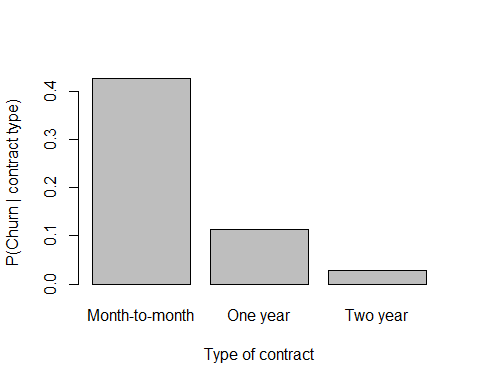 P(Churn | contract type)
0.4
0.3
0.2
0.1
0.0
Month-to-month One year Two year
Type of contract